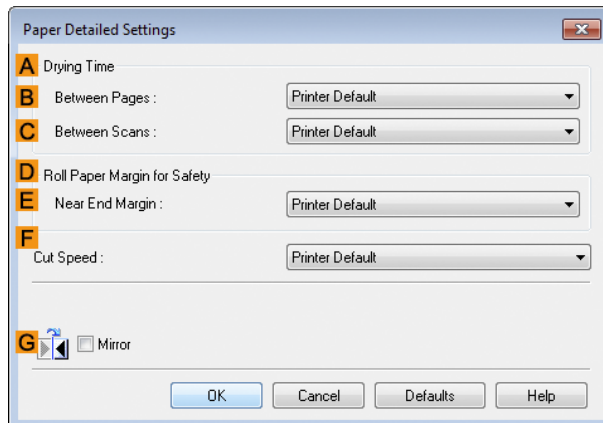 Paper Detailed Settings
A Drying Time
B Between Pages : Printer Default
C Between Scans : Printer Default
D Roll Paper Margin for Safety
E Near End Margin : Printer Default
F
Cut Speed : Printer Default
G Mirror
OK Cancel Defaults Help